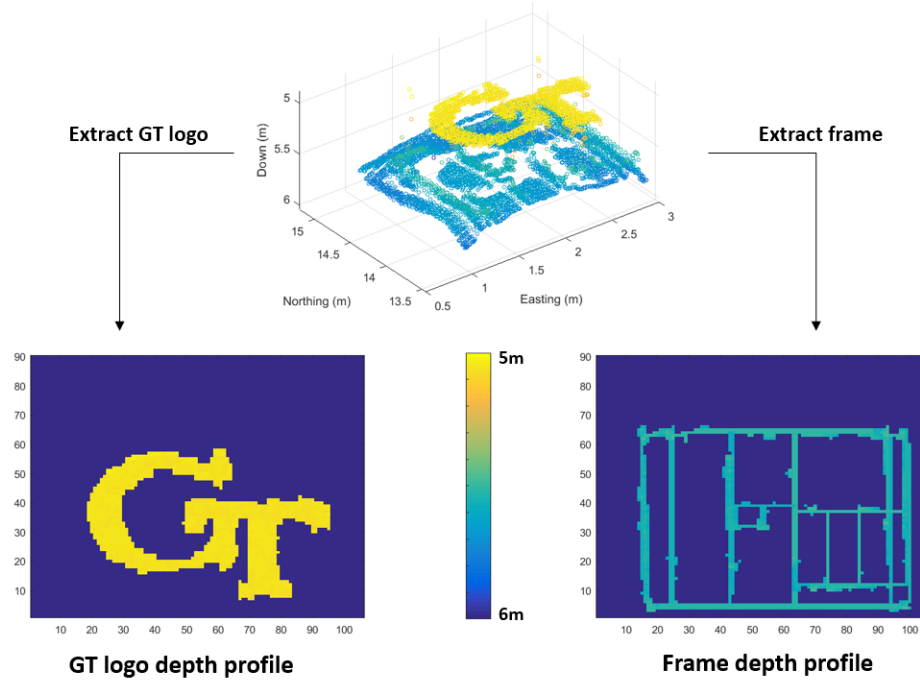 Extract GT logo
Extract frame
Down (m)
5
5.5
6
Northing (m)
15
14.5
14
13.5
Easting (m)
0.5
1
1.5
2
2.5
3
90
80
70
60
50
40
30
20
10
10 20 30 40 50 60 70 80 90 100
GT
GT logo depth profile
5m
6m
90
80
70
60
50
40
30
20
10
10 20 30 40 50 60 70 80 90 100
Frame depth profile